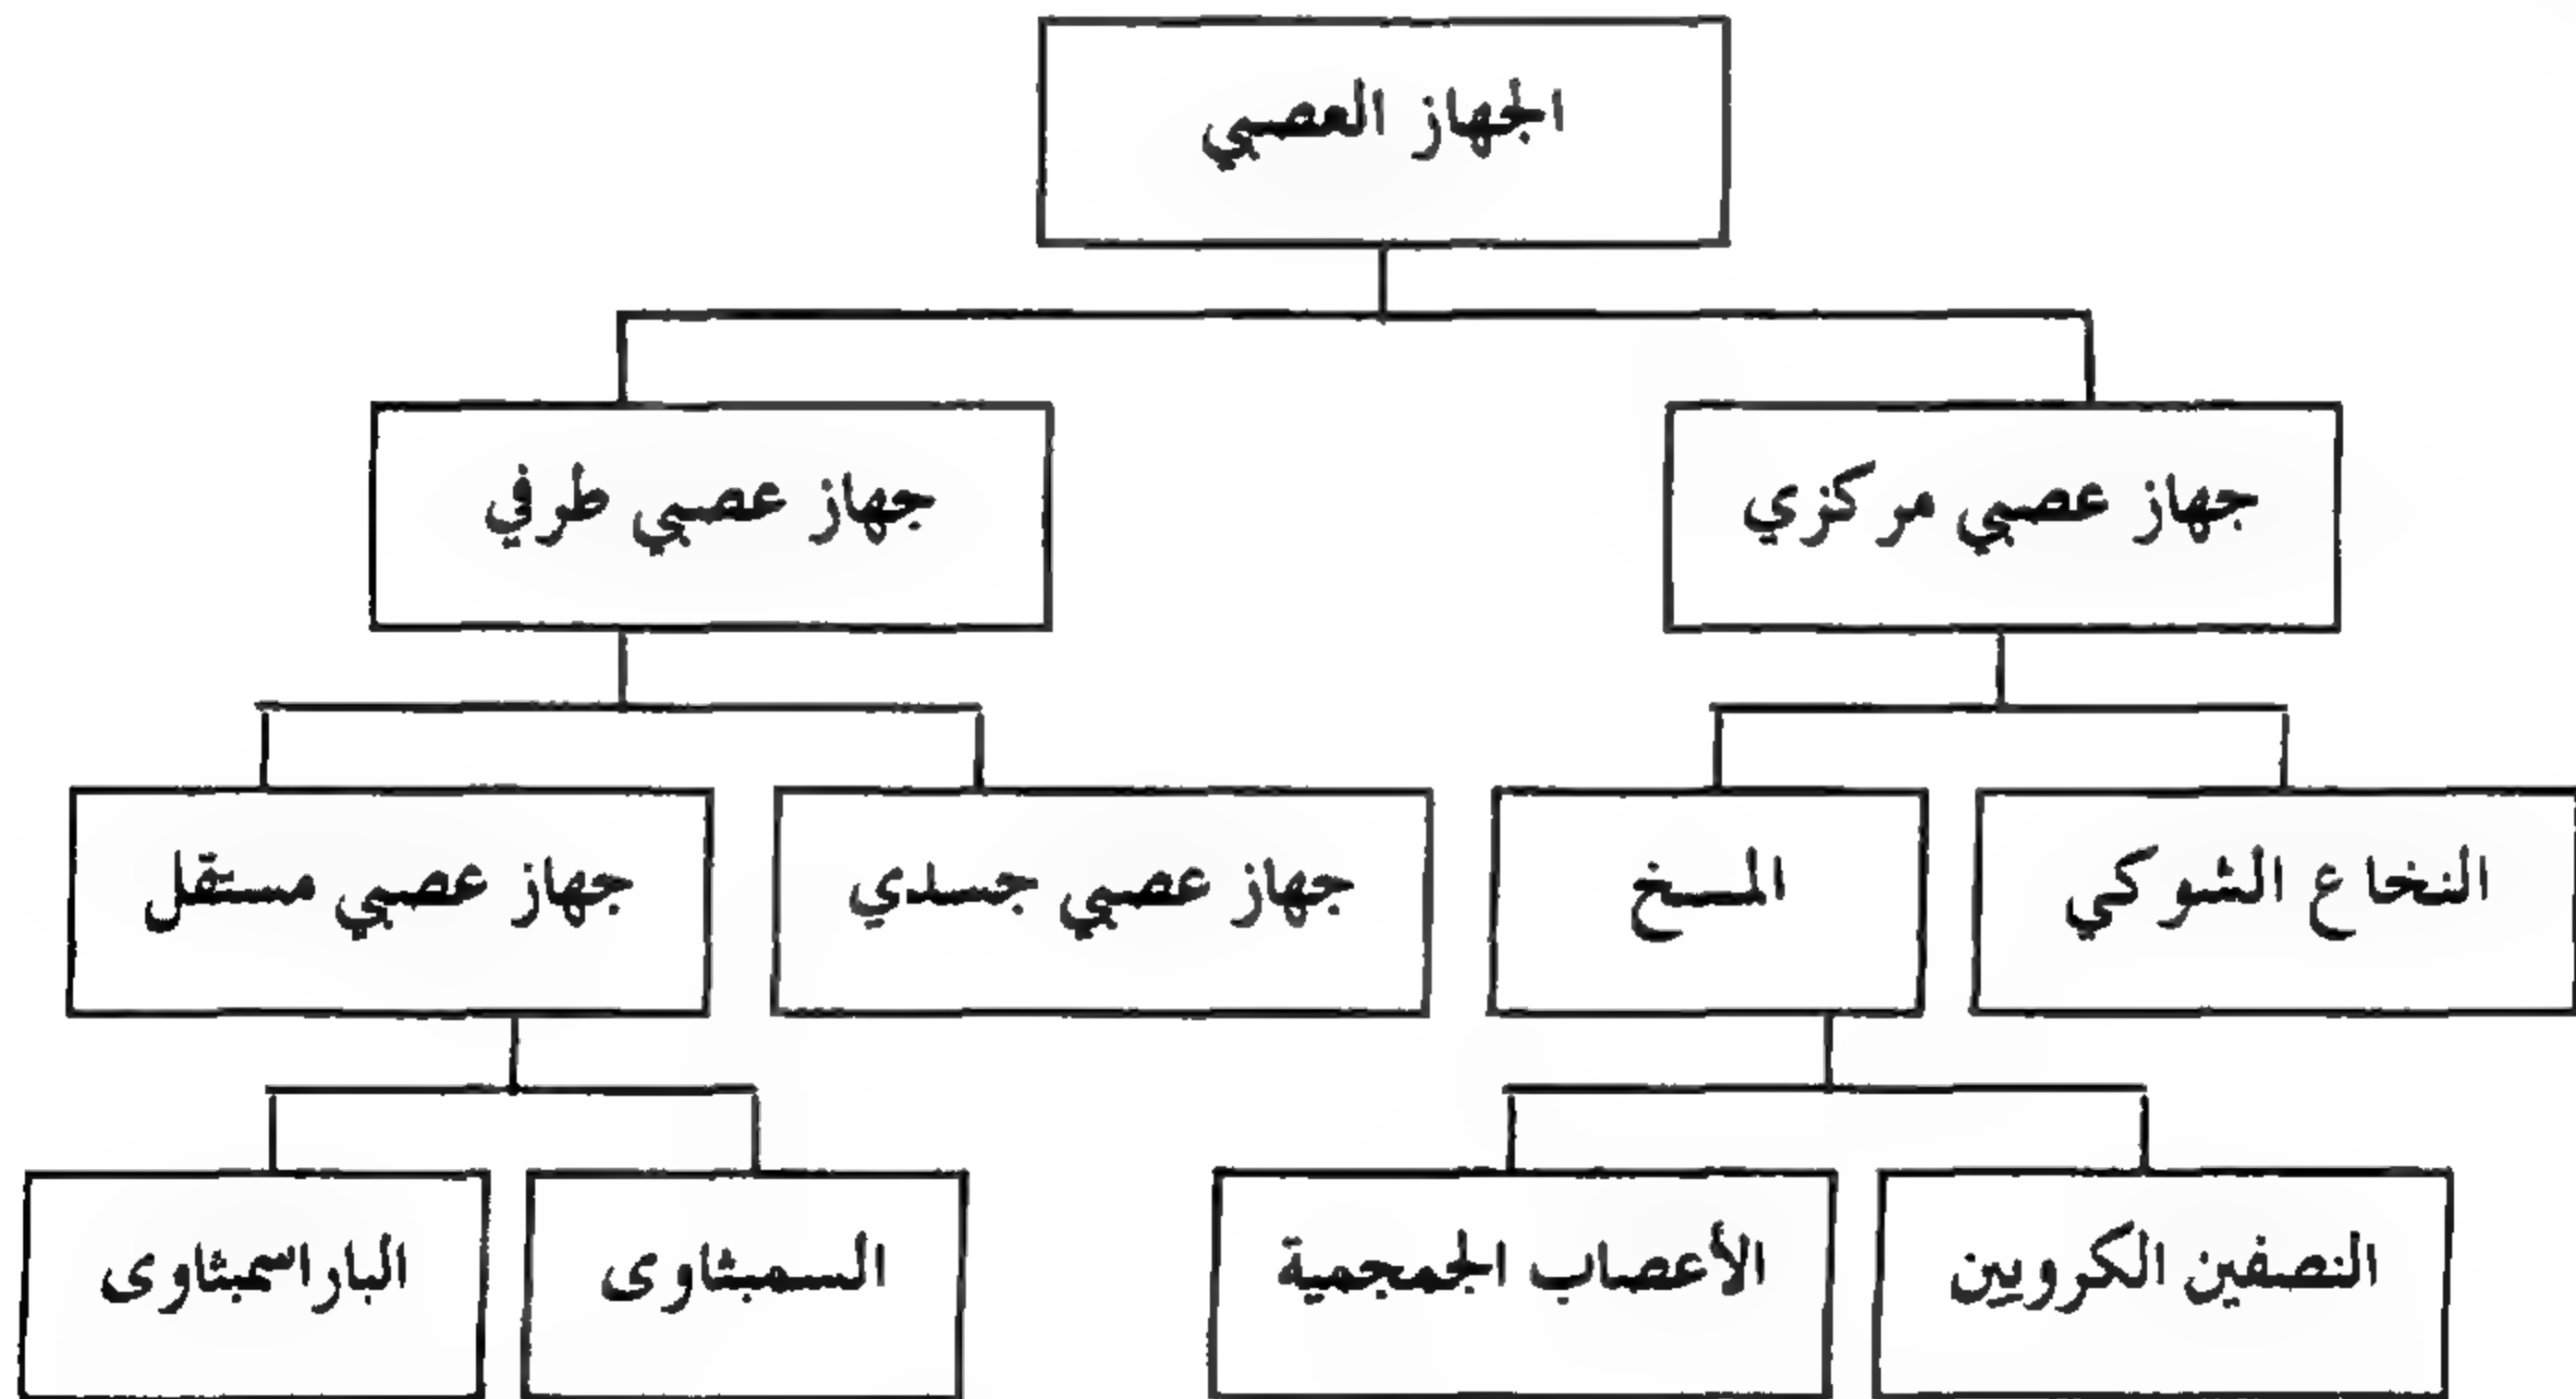 الجهاز العصبي
جهاز عصبي مركزي
جهاز عصبي طرفي
النخاع الشوكي
المخ
جهاز عصبي جسدي
جهاز عصبي مستقل
النصفين الكرويين
الأعصاب الجمجمية
السمبثاوى
الباراسمبثاوى